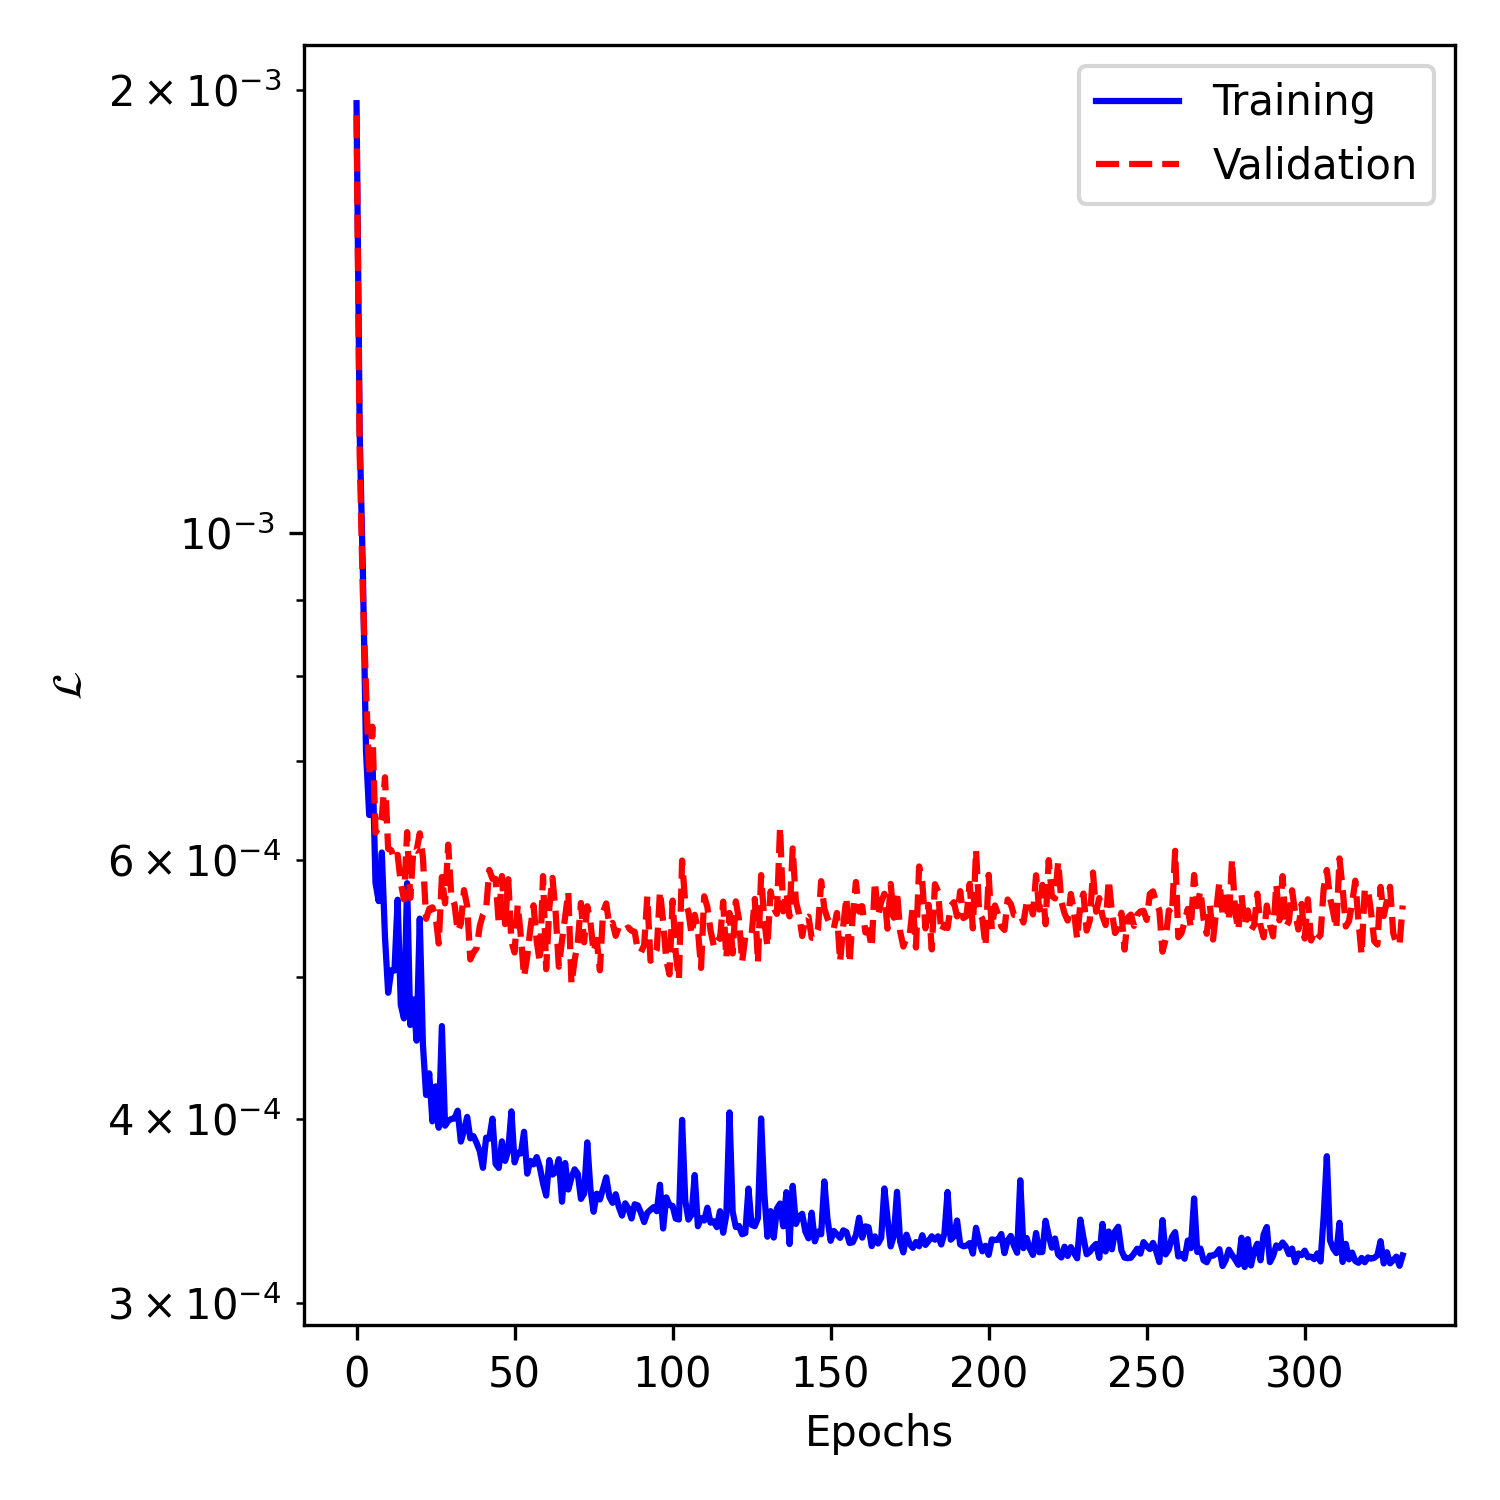 2 × 10⁻³
10⁻³
6 × 10⁻⁴
4 × 10⁻⁴
3 × 10⁻⁴
ℒ
Training
Validation
0 50 100 150 200 250 300
Epochs